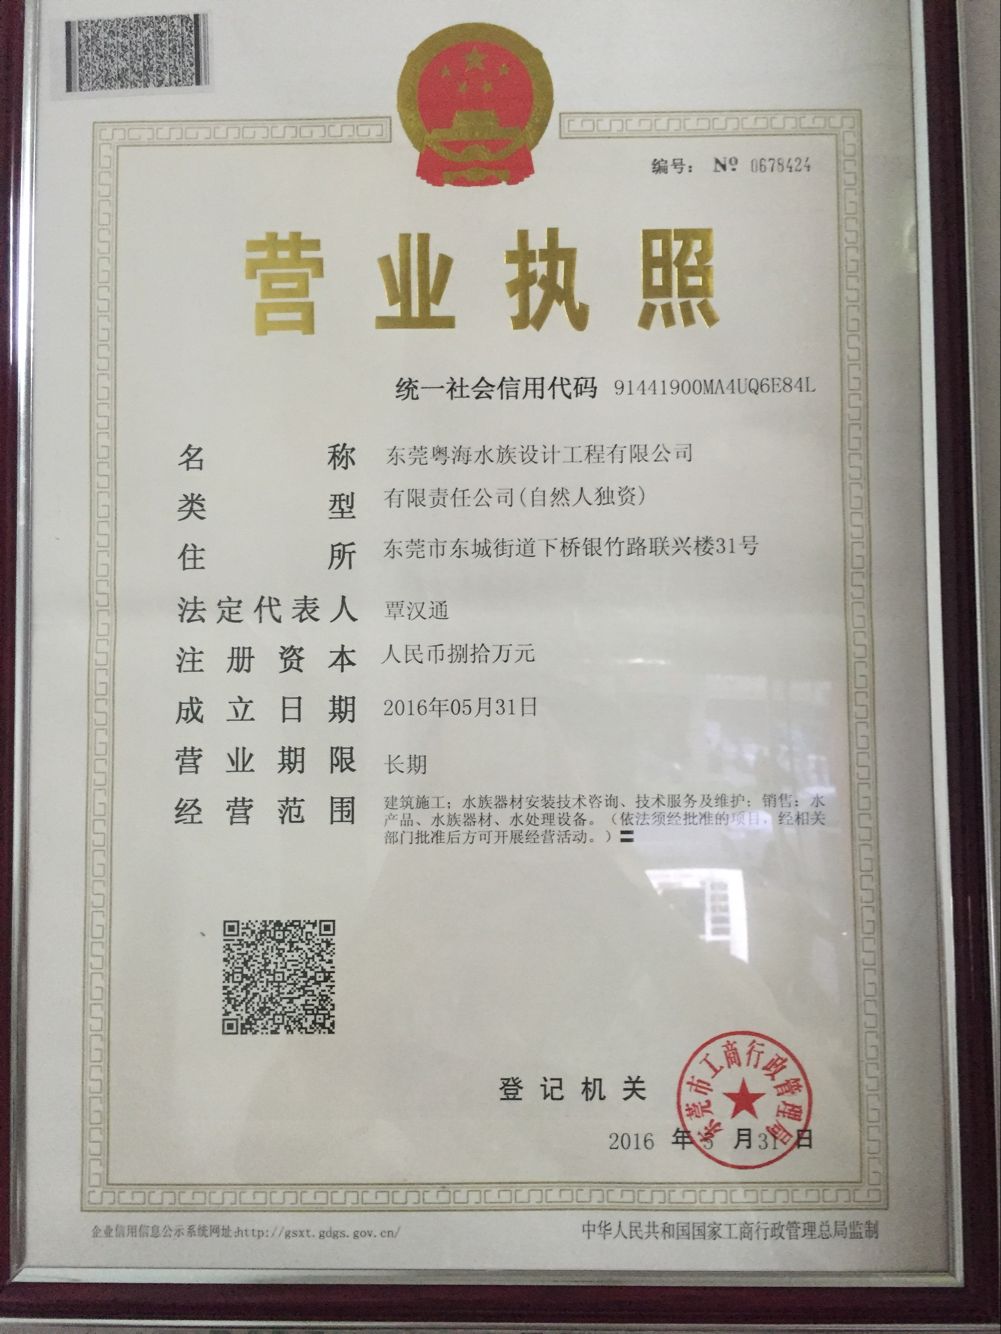 编号： Nº 0678424
营业执照
统一社会信用代码 91441900MA4UQ6E84L
名称 东莞粤海水族设计工程有限公司
类型 有限责任公司(自然人独资)
住所 东莞市东城街道下桥银竹路联兴楼31号
法定代表人 覃汉通
注册资本 人民币捌拾万元
成立日期 2016年05月31日
营业期限 长期
经营范围 建筑施工；水族器材安装技术咨询、技术服务及维护；销售：水
产品、水族器材、水处理设备。（依法须经批准的项目，经相关
部门批准后方可开展经营活动。）〓
登记机关
东莞市工商行政管理局
2016 年 5 月 31 日
企业信用信息公示系统网址:http://gsxt.gdgs.gov.cn/
中华人民共和国国家工商行政管理总局监制